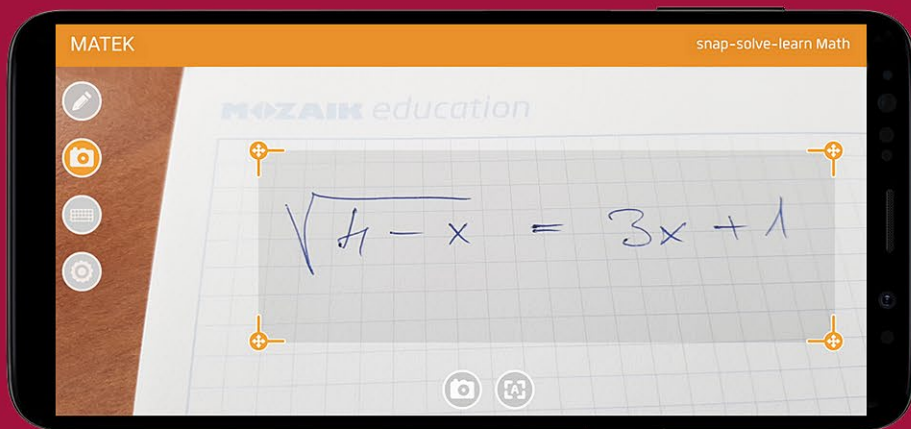 MATEK
snap-solve-learn Math
MOZAIK education
√4-x = 3x + 1